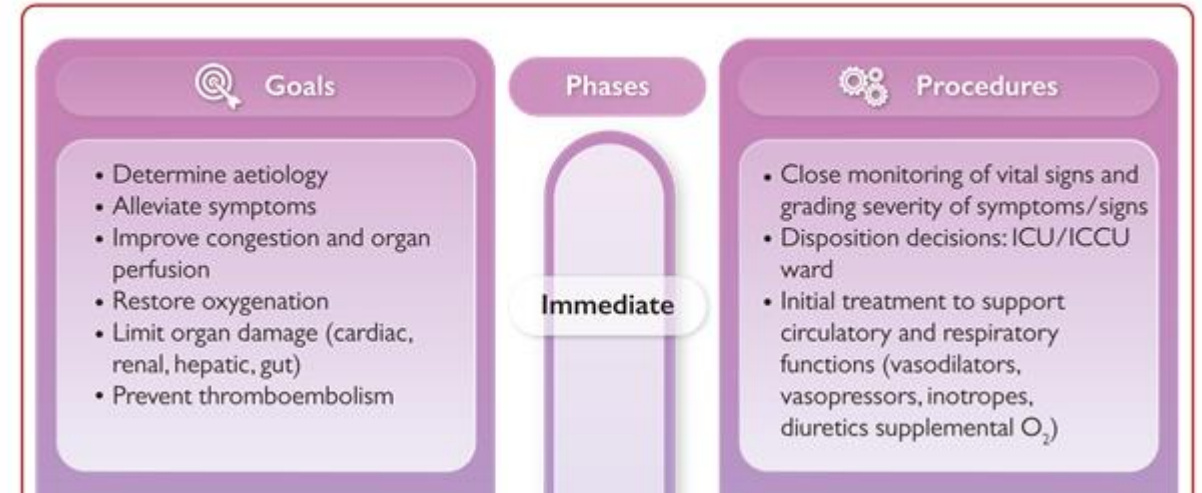 Goals
• Determine aetiology
• Alleviate symptoms
• Improve congestion and organ
perfusion
• Restore oxygenation
• Limit organ damage (cardiac,
renal, hepatic, gut)
• Prevent thromboembolism
Phases
Immediate
Procedures
• Close monitoring of vital signs and
grading severity of symptoms/signs
• Disposition decisions: ICU/ICCU
ward
• Initial treatment to support
circulatory and respiratory
functions (vasodilators,
vasopressors, inotropes,
diuretics supplemental O₂)